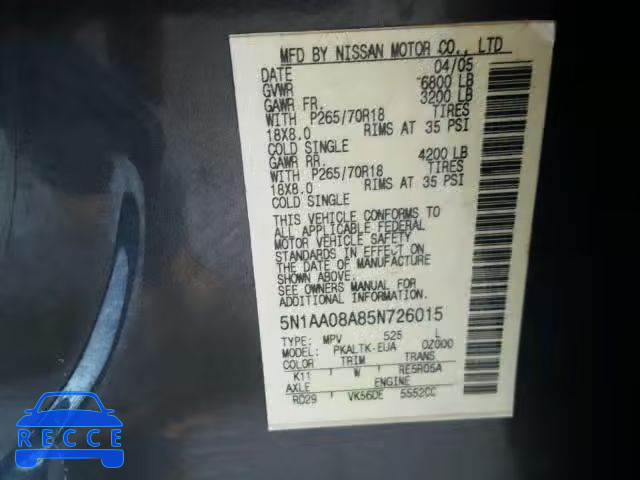 MFD BY NISSAN MOTOR CO., LTD
DATE 04/05
GVWR 6800 LB
GAWR FR. 3200 LB
WITH P265/70R18 TIRES
18X8.0 RIMS AT 35 PSI
COLD SINGLE
GAWR RR. 4200 LB
WITH P265/70R18 TIRES
18X8.0 RIMS AT 35 PSI
COLD SINGLE
THIS VEHICLE CONFORMS TO
ALL APPLICABLE FEDERAL
MOTOR VEHICLE SAFETY
STANDARDS IN EFFECT ON
THE DATE OF MANUFACTURE
SHOWN ABOVE.
SEE OWNERS MANUAL FOR
ADDITIONAL INFORMATION.
5N1AA08A85N726015
TYPE: MPV 525 L
MODEL: PKALTK-EUA 0Z000
COLOR TRIM TRANS
K11 W RE5R05A
AXLE ENGINE
RD29 VK56DE 5552CC
RECCE